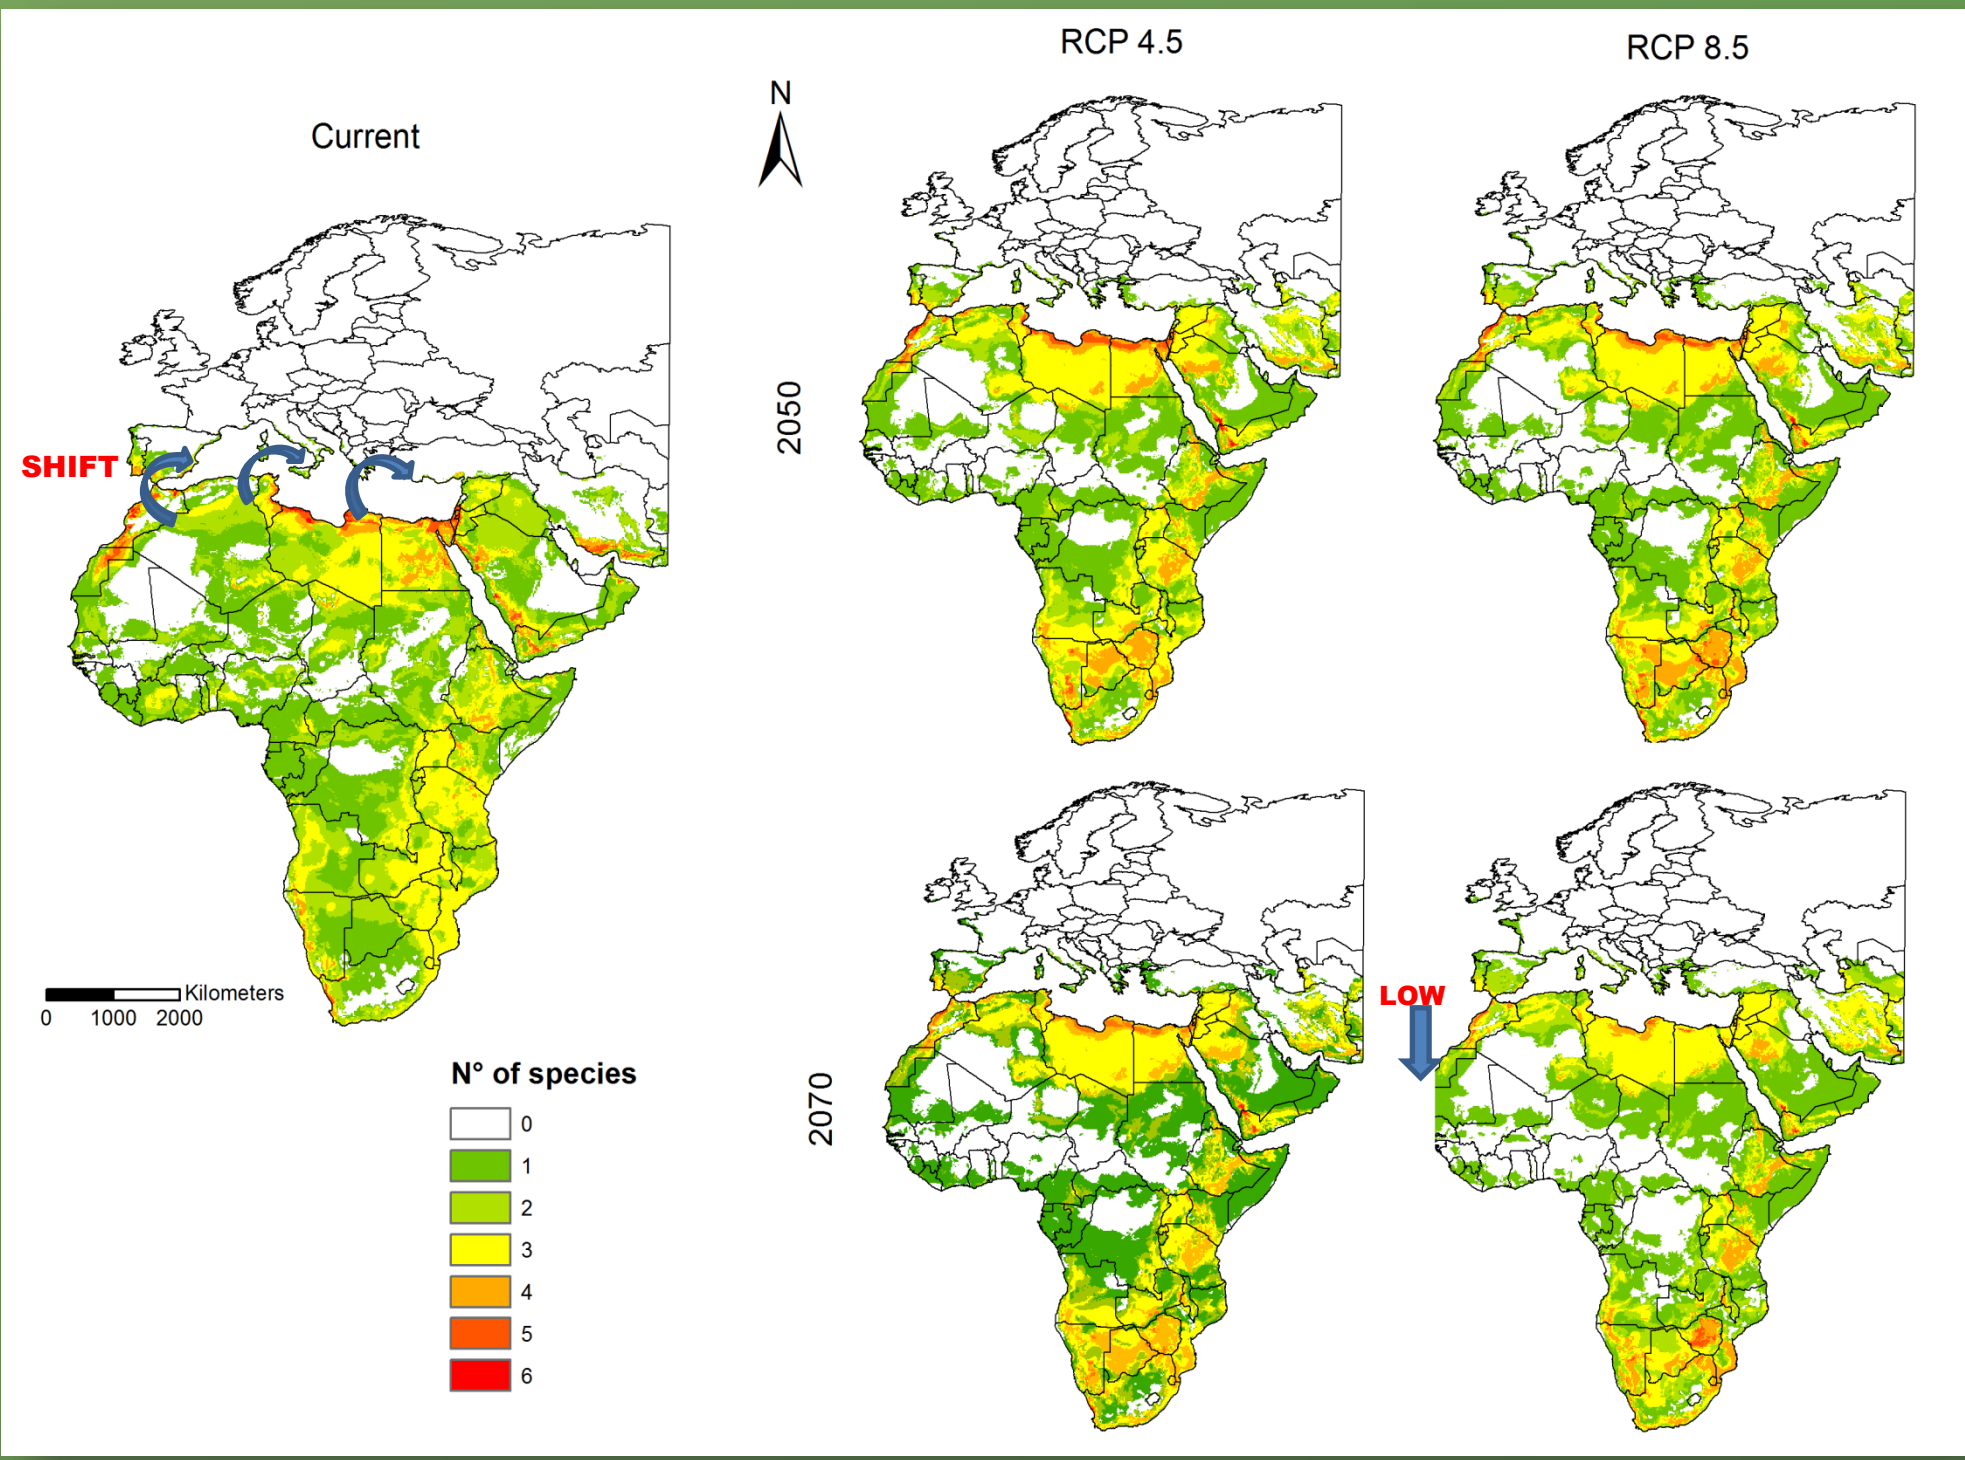 RCP 4.5
RCP 8.5
N
Current
2050
SHIFT
Kilometers
0 1000 2000
LOW
2070
N° of species
0
1
2
3
4
5
6